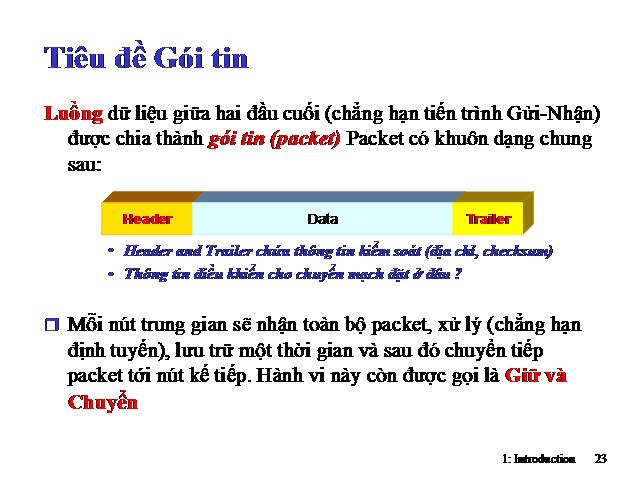 Tiêu đề Gói tin
Luồng dữ liệu giữa hai đầu cuối (chẳng hạn tiến trình Gửi-Nhận)
được chia thành gói tin (packet) Packet có khuôn dạng chung
sau:
Header Data Trailer
• Header and Trailer chứa thông tin kiểm soát (địa chỉ, checksum)
• Thông tin điều khiển cho chuyển mạch đặt ở đâu ?
❒ Mỗi nút trung gian sẽ nhận toàn bộ packet, xử lý (chẳng hạn
định tuyến), lưu trữ một thời gian và sau đó chuyển tiếp
packet tới nút kế tiếp. Hành vi này còn được gọi là Giữ và
Chuyển
1: Introduction 23